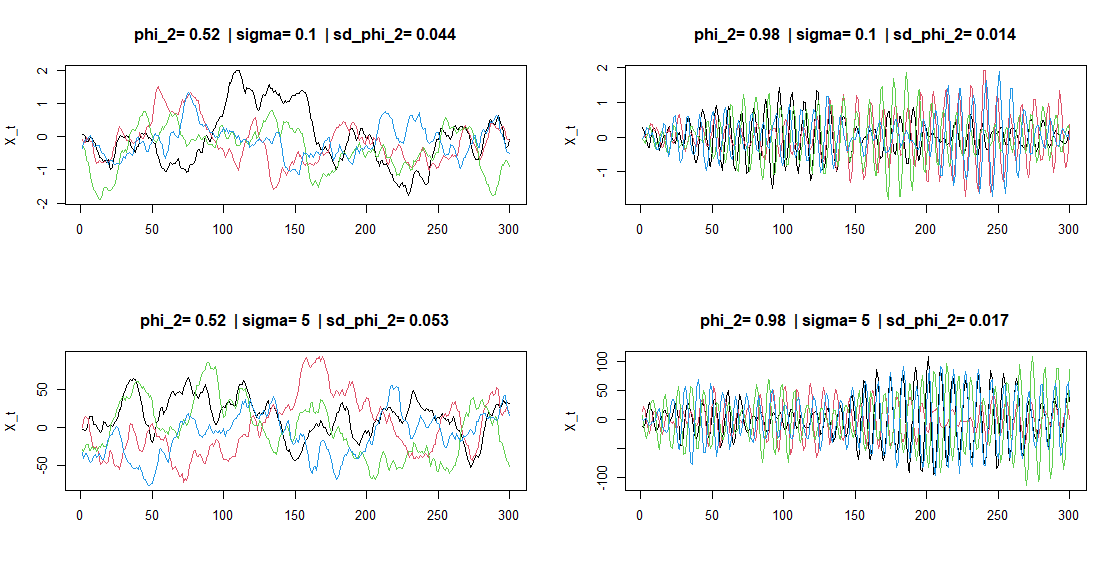 phi_2= 0.52 | sigma= 0.1 | sd_phi_2= 0.044
X_t
2
1
0
-1
-2
0 50 100 150 200 250 300
phi_2= 0.98 | sigma= 0.1 | sd_phi_2= 0.014
X_t
2
1
0
-1
0 50 100 150 200 250 300
phi_2= 0.52 | sigma= 5 | sd_phi_2= 0.053
X_t
50
0
-50
0 50 100 150 200 250 300
phi_2= 0.98 | sigma= 5 | sd_phi_2= 0.017
X_t
100
50
0
-100
0 50 100 150 200 250 300